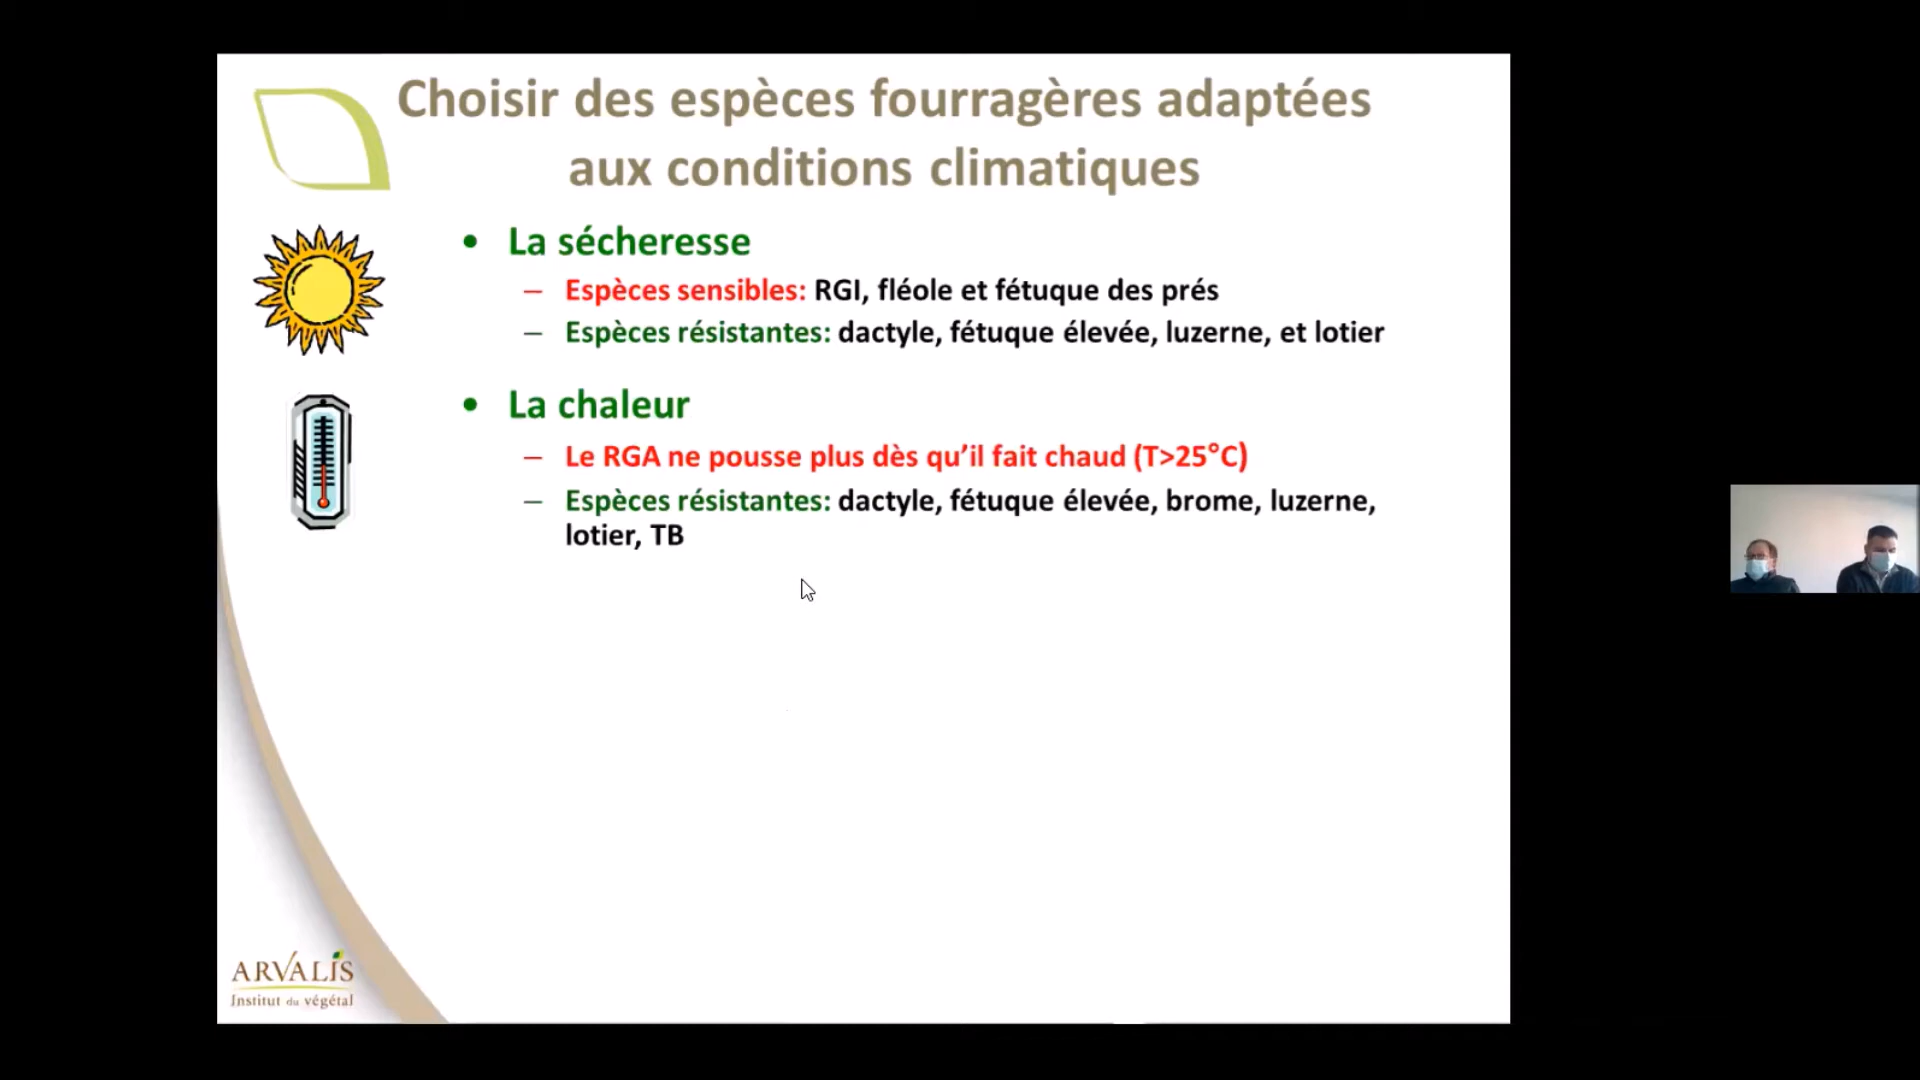 Choisir des espèces fourragères adaptées
aux conditions climatiques
• La sécheresse
– Espèces sensibles: RGI, fléole et fétuque des prés
– Espèces résistantes: dactyle, fétuque élevée, luzerne, et lotier
• La chaleur
– Le RGA ne pousse plus dès qu’il fait chaud (T>25°C)
– Espèces résistantes: dactyle, fétuque élevée, brome, luzerne,
lotier, TB
ARVALIS
Institut du végétal